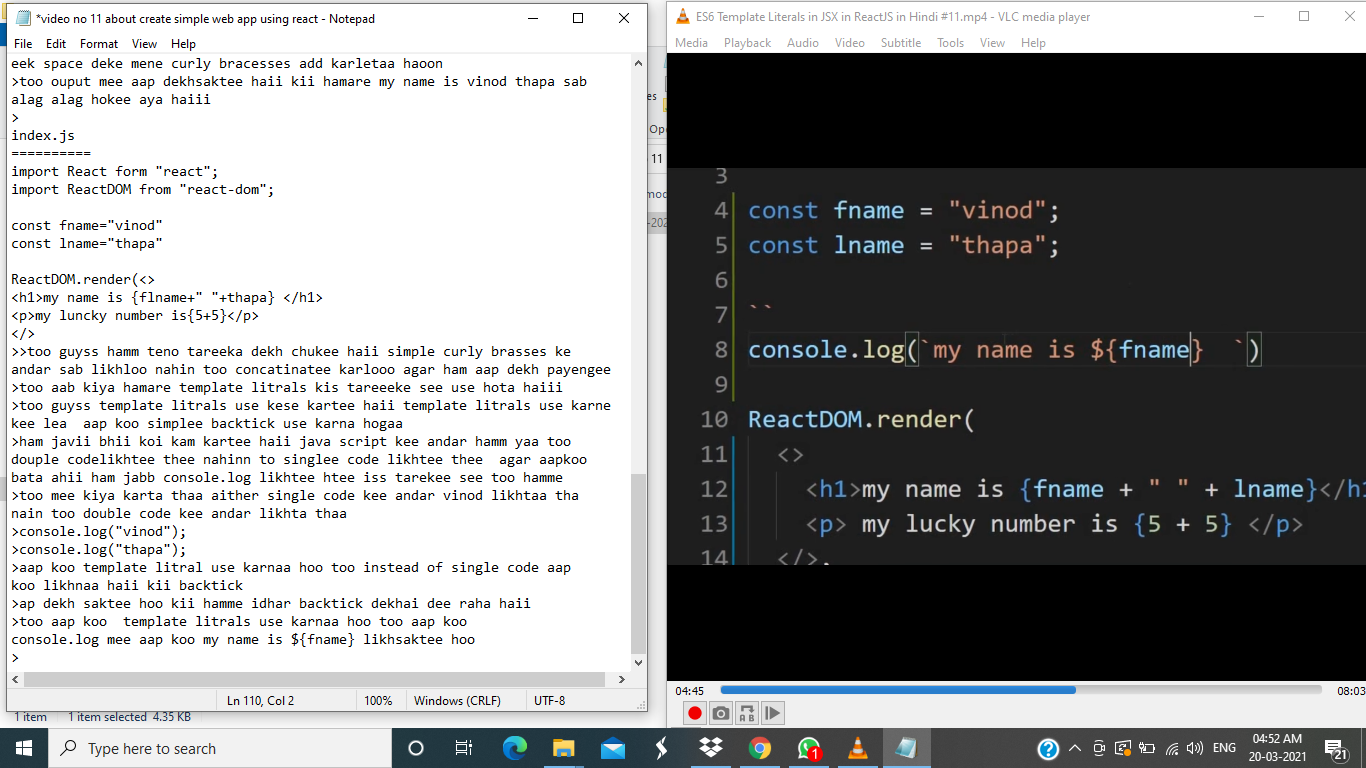 *video no 11 about create simple web app using react - Notepad
File Edit Format View Help
eek space deke mene curly bracesses add karletaa haoon
>too ouput mee aap dekhsaktee haii kii hamare my name is vinod thapa sab
alag alag hokee aya haiii
>
index.js
==========
import React form "react";
import ReactDOM from "react-dom";
const fname="vinod"
const lname="thapa"
ReactDOM.render(<>
<h1>my name is {flname+" "+thapa} </h1>
<p>my luncky number is{5+5}</p>
</>
>>too guyss hamm teno tareeka dekh chukee haii simple curly brasses ke
andar sab likhloo nahin too concatinatee karlooo agar ham aap dekh payengee
>too aab kiya hamare template litrals kis tareeeke see use hota haiii
>too guyss template litrals use kese kartee haii template litrals use karne
kee lea  aap koo simplee backtick use karna hogaa
>ham javii bhii koi kam kartee haii java script kee andar hamm yaa too
douple codelikhtee thee nahinn to singlee code likhtee thee  agar aapkoo
bata ahii ham jabb console.log likhtee htee iss tarekee see too hamme
>too mee kiya karta thaa aither single code kee andar vinod likhtaa tha
nain too double code kee andar likhta thaa
>console.log("vinod");
>console.log("thapa");
>aap koo template litral use karnaa hoo too instead of single code aap
koo likhnaa haii kii backtick
>ap dekh saktee hoo kii hamme idhar backtick dekhai dee raha haii
>too aap koo  template litrals use karnaa hoo too aap koo
console.log mee aap koo my name is ${fname} likhsaktee hoo
>
Ln 110, Col 2 100% Windows (CRLF) UTF-8
1 item 1 item selected 4.35 KB
ES6 Template Literals in JSX in ReactJS in Hindi #11.mp4 - VLC media player
Media Playback Audio Video Subtitle Tools View Help
3
4 const fname = "vinod";
5 const lname = "thapa";
6
7 ``
8 console.log(`my name is ${fname}  `)
9
10 ReactDOM.render(
11 <>
12 <h1>my name is {fname + " " + lname}</h1
13 <p> my lucky number is {5 + 5} </p>
14 </>,
04:45 08:03
Type here to search
1
ENG
04:52 AM
20-03-2021
21